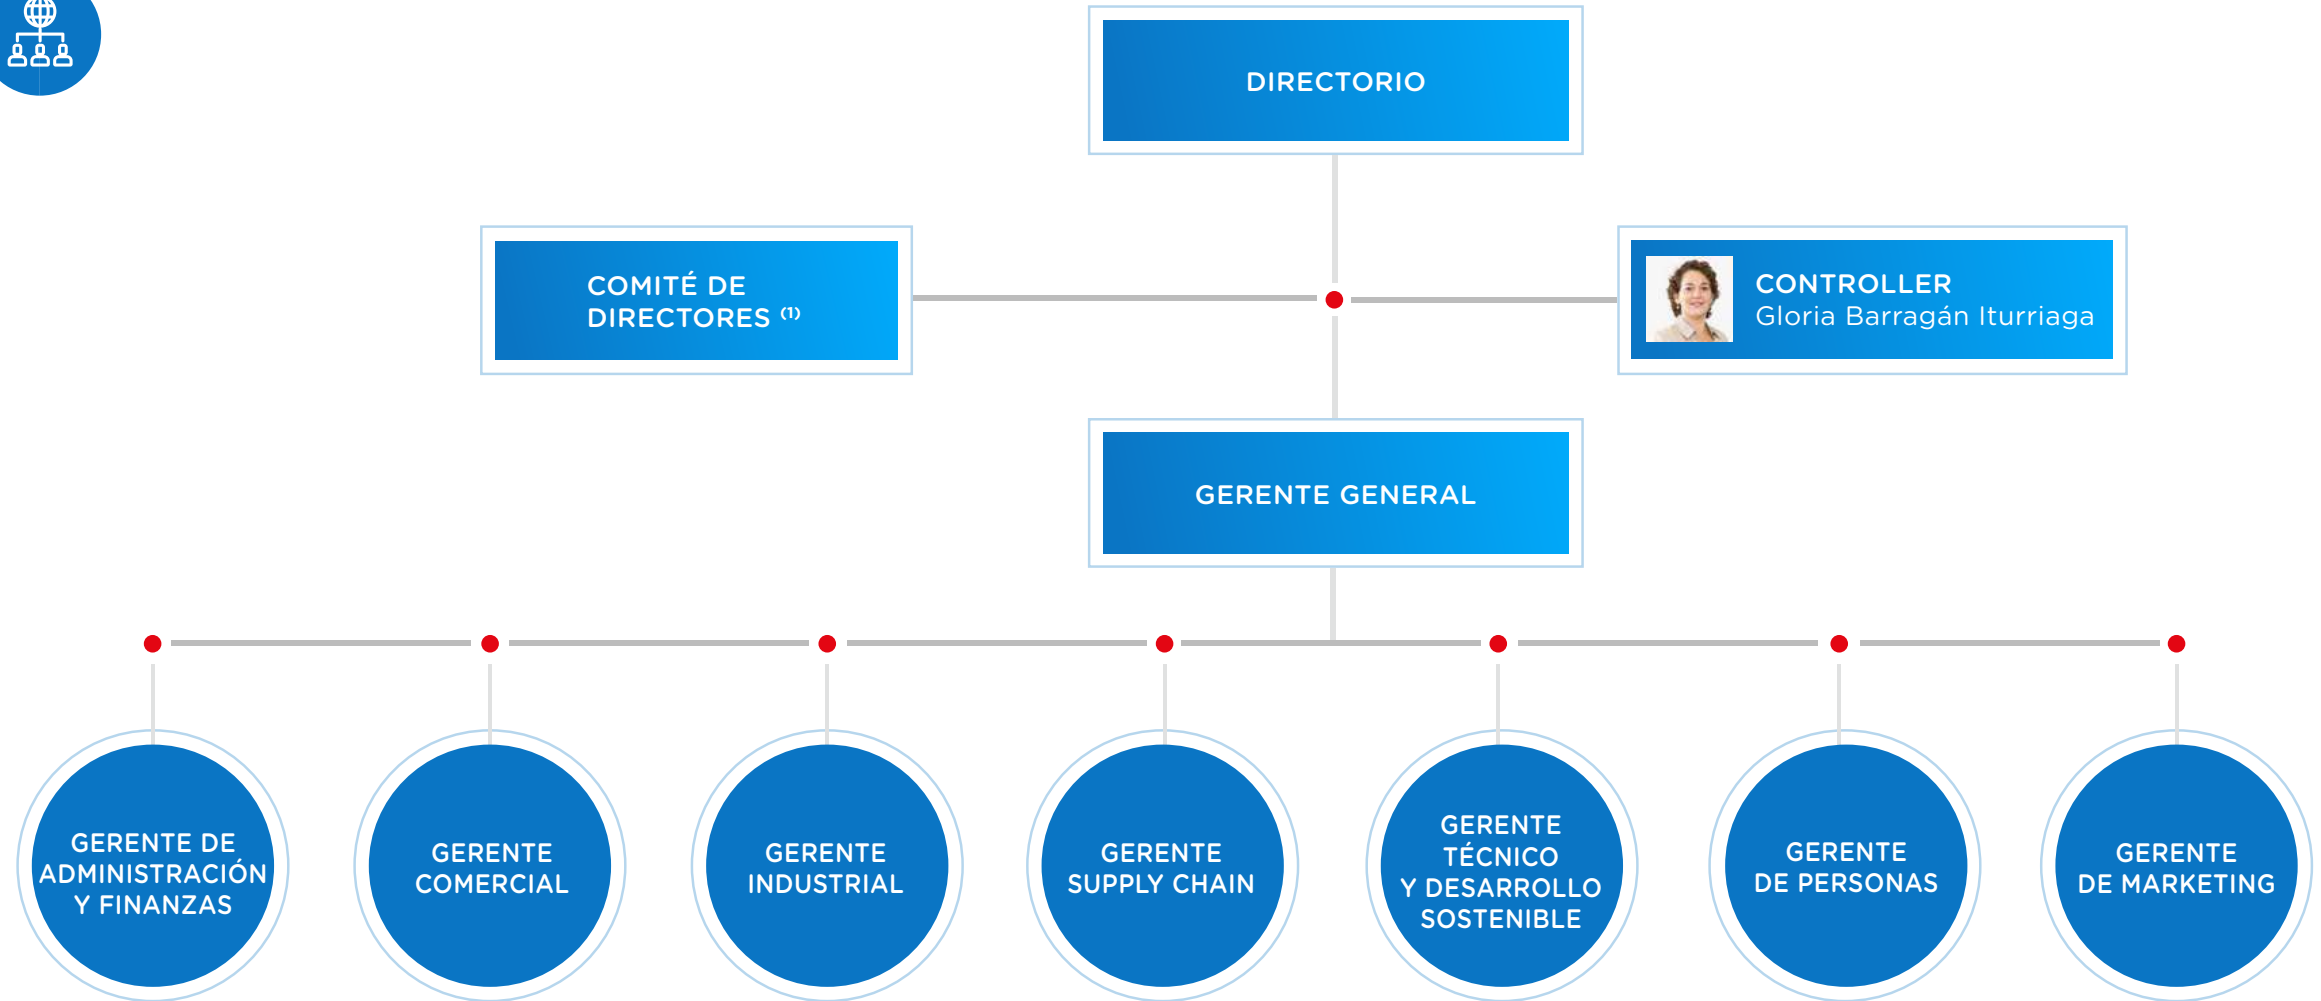 DIRECTORIO
COMITÉ DE
DIRECTORES (1)
CONTROLLER
Gloria Barragán Iturriaga
GERENTE GENERAL
GERENTE DE
ADMINISTRACIÓN
Y FINANZAS
GERENTE
COMERCIAL
GERENTE
INDUSTRIAL
GERENTE
SUPPLY CHAIN
GERENTE
TÉCNICO
Y DESARROLLO
SOSTENIBLE
GERENTE
DE PERSONAS
GERENTE
DE MARKETING